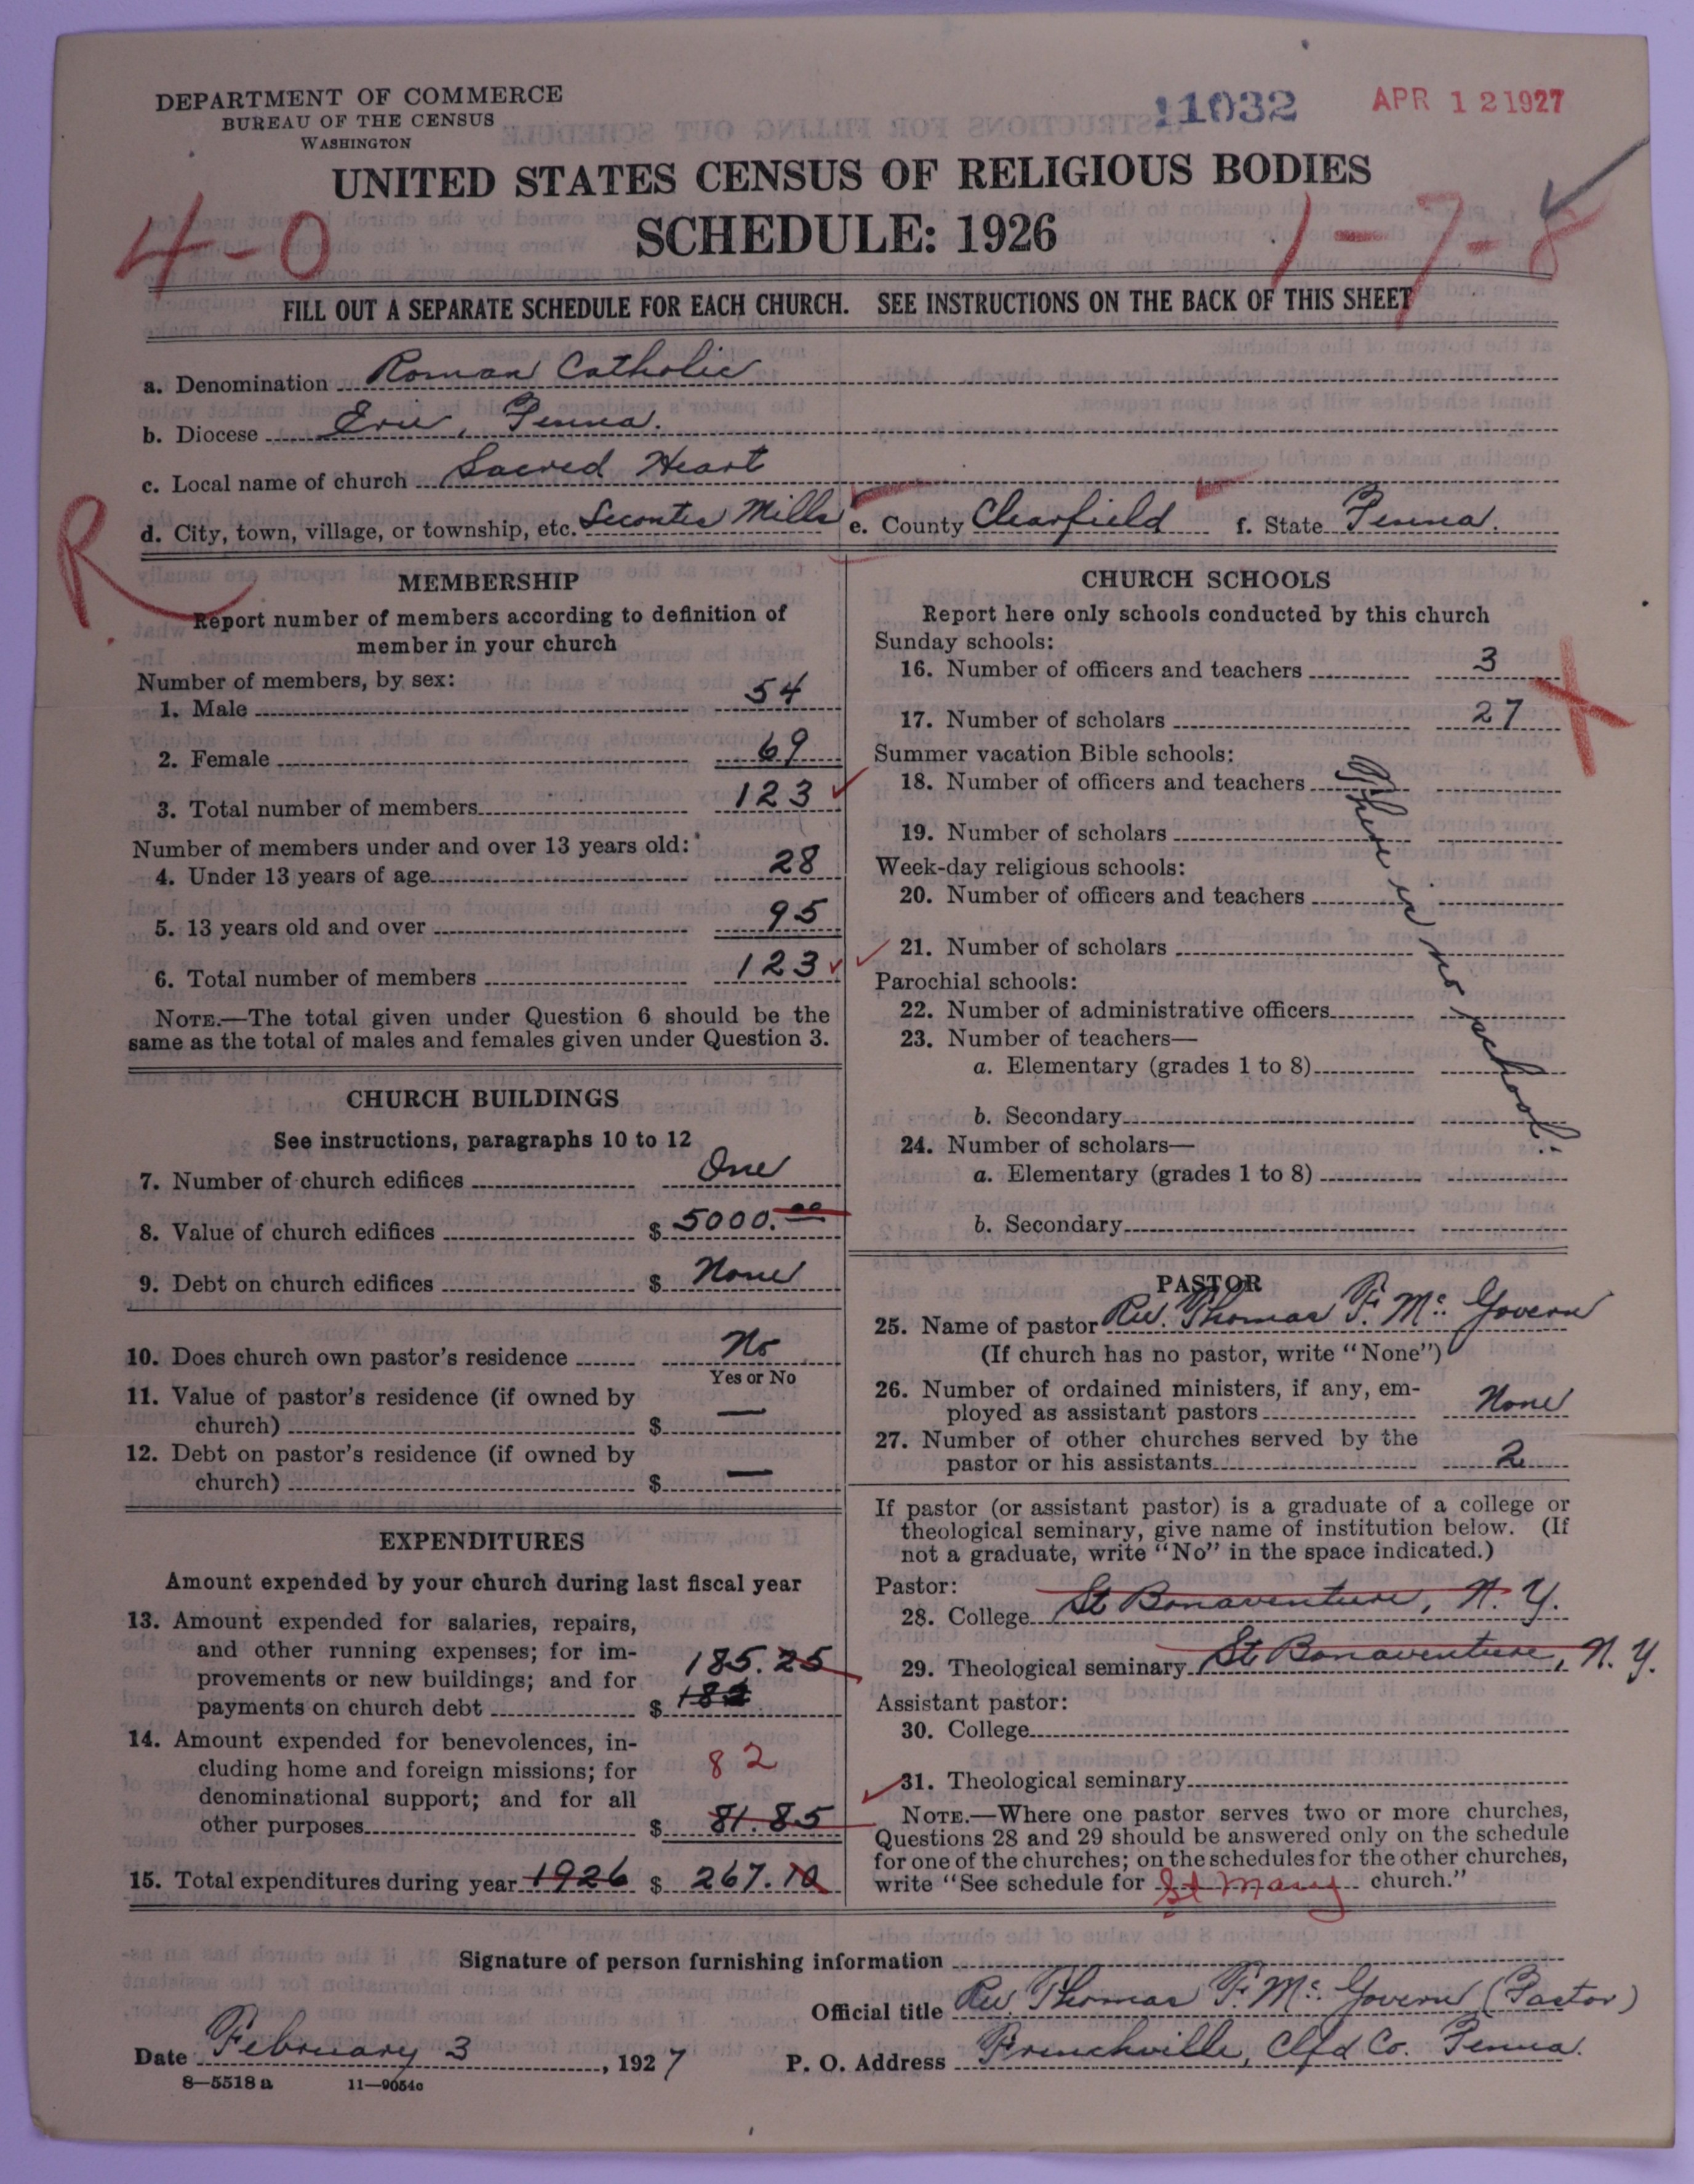 DEPARTMENT OF COMMERCE
BUREAU OF THE CENSUS
WASHINGTON
11032
APR 12 1927
UNITED STATES CENSUS OF RELIGIOUS BODIES
SCHEDULE: 1926
4-0
1-7-8
FILL OUT A SEPARATE SCHEDULE FOR EACH CHURCH. SEE INSTRUCTIONS ON THE BACK OF THIS SHEET
a. Denomination Roman Catholic
b. Diocese Erie, Penna.
c. Local name of church Sacred Heart
d. City, town, village, or township, etc. Lecontes Mills e. County Clearfield f. State Penna.
R
MEMBERSHIP
Report number of members according to definition of
member in your church
Number of members, by sex:
1. Male 54
2. Female 69
3. Total number of members 123
Number of members under and over 13 years old:
4. Under 13 years of age 28
5. 13 years old and over 95
6. Total number of members 123
NOTE.—The total given under Question 6 should be the
same as the total of males and females given under Question 3.
CHURCH BUILDINGS
See instructions, paragraphs 10 to 12
7. Number of church edifices One
8. Value of church edifices $ 5000.00
9. Debt on church edifices $ None
10. Does church own pastor's residence No
Yes or No
11. Value of pastor's residence (if owned by
church) $ —
12. Debt on pastor's residence (if owned by
church) $ —
EXPENDITURES
Amount expended by your church during last fiscal year
13. Amount expended for salaries, repairs,
and other running expenses; for im-
provements or new buildings; and for 185.25
payments on church debt $
14. Amount expended for benevolences, in-
cluding home and foreign missions; for 82
denominational support; and for all
other purposes $ 81.85
15. Total expenditures during year 1926 $ 267.10
CHURCH SCHOOLS
Report here only schools conducted by this church
Sunday schools:
16. Number of officers and teachers 3
17. Number of scholars 27
X
Summer vacation Bible schools:
18. Number of officers and teachers
19. Number of scholars
Week-day religious schools:
20. Number of officers and teachers
21. Number of scholars
Parochial schools:
22. Number of administrative officers
23. Number of teachers—
a. Elementary (grades 1 to 8)
b. Secondary
24. Number of scholars—
a. Elementary (grades 1 to 8)
b. Secondary
There is no school.
PASTOR
25. Name of pastor Rev. Thomas F. Mc. Govern
(If church has no pastor, write "None")
26. Number of ordained ministers, if any, em-
ployed as assistant pastors None
27. Number of other churches served by the
pastor or his assistants 2
If pastor (or assistant pastor) is a graduate of a college or
theological seminary, give name of institution below. (If
not a graduate, write "No" in the space indicated.)
Pastor:
28. College St Bonaventure, N. Y.
29. Theological seminary St Bonaventure, N. Y.
Assistant pastor:
30. College
31. Theological seminary
NOTE.—Where one pastor serves two or more churches,
Questions 28 and 29 should be answered only on the schedule
for one of the churches; on the schedules for the other churches,
write "See schedule for St Mary church."
Signature of person furnishing information
Official title Rev. Thomas F. Mc. Govern (Pastor)
Date February 3, 1927 P. O. Address Frenchville, Clfd Co. Penna.
8—5518 a 11—9054c